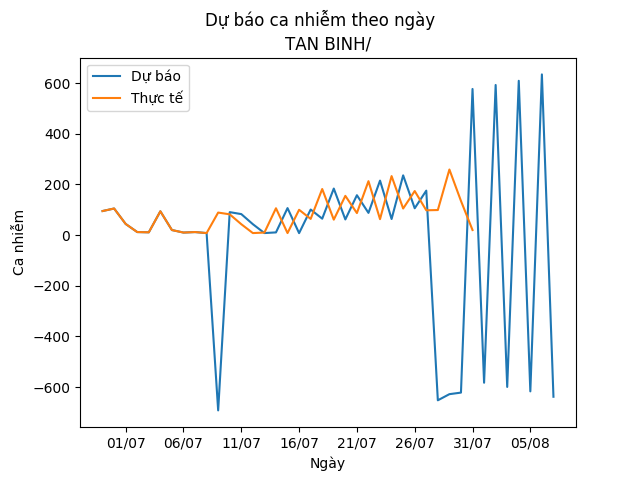 Dự báo ca nhiễm theo ngày
TAN BINH/
Dự báo
Thực tế
Ca nhiễm
600
400
200
0
−200
−400
−600
01/07 06/07 11/07 16/07 21/07 26/07 31/07 05/08
Ngày